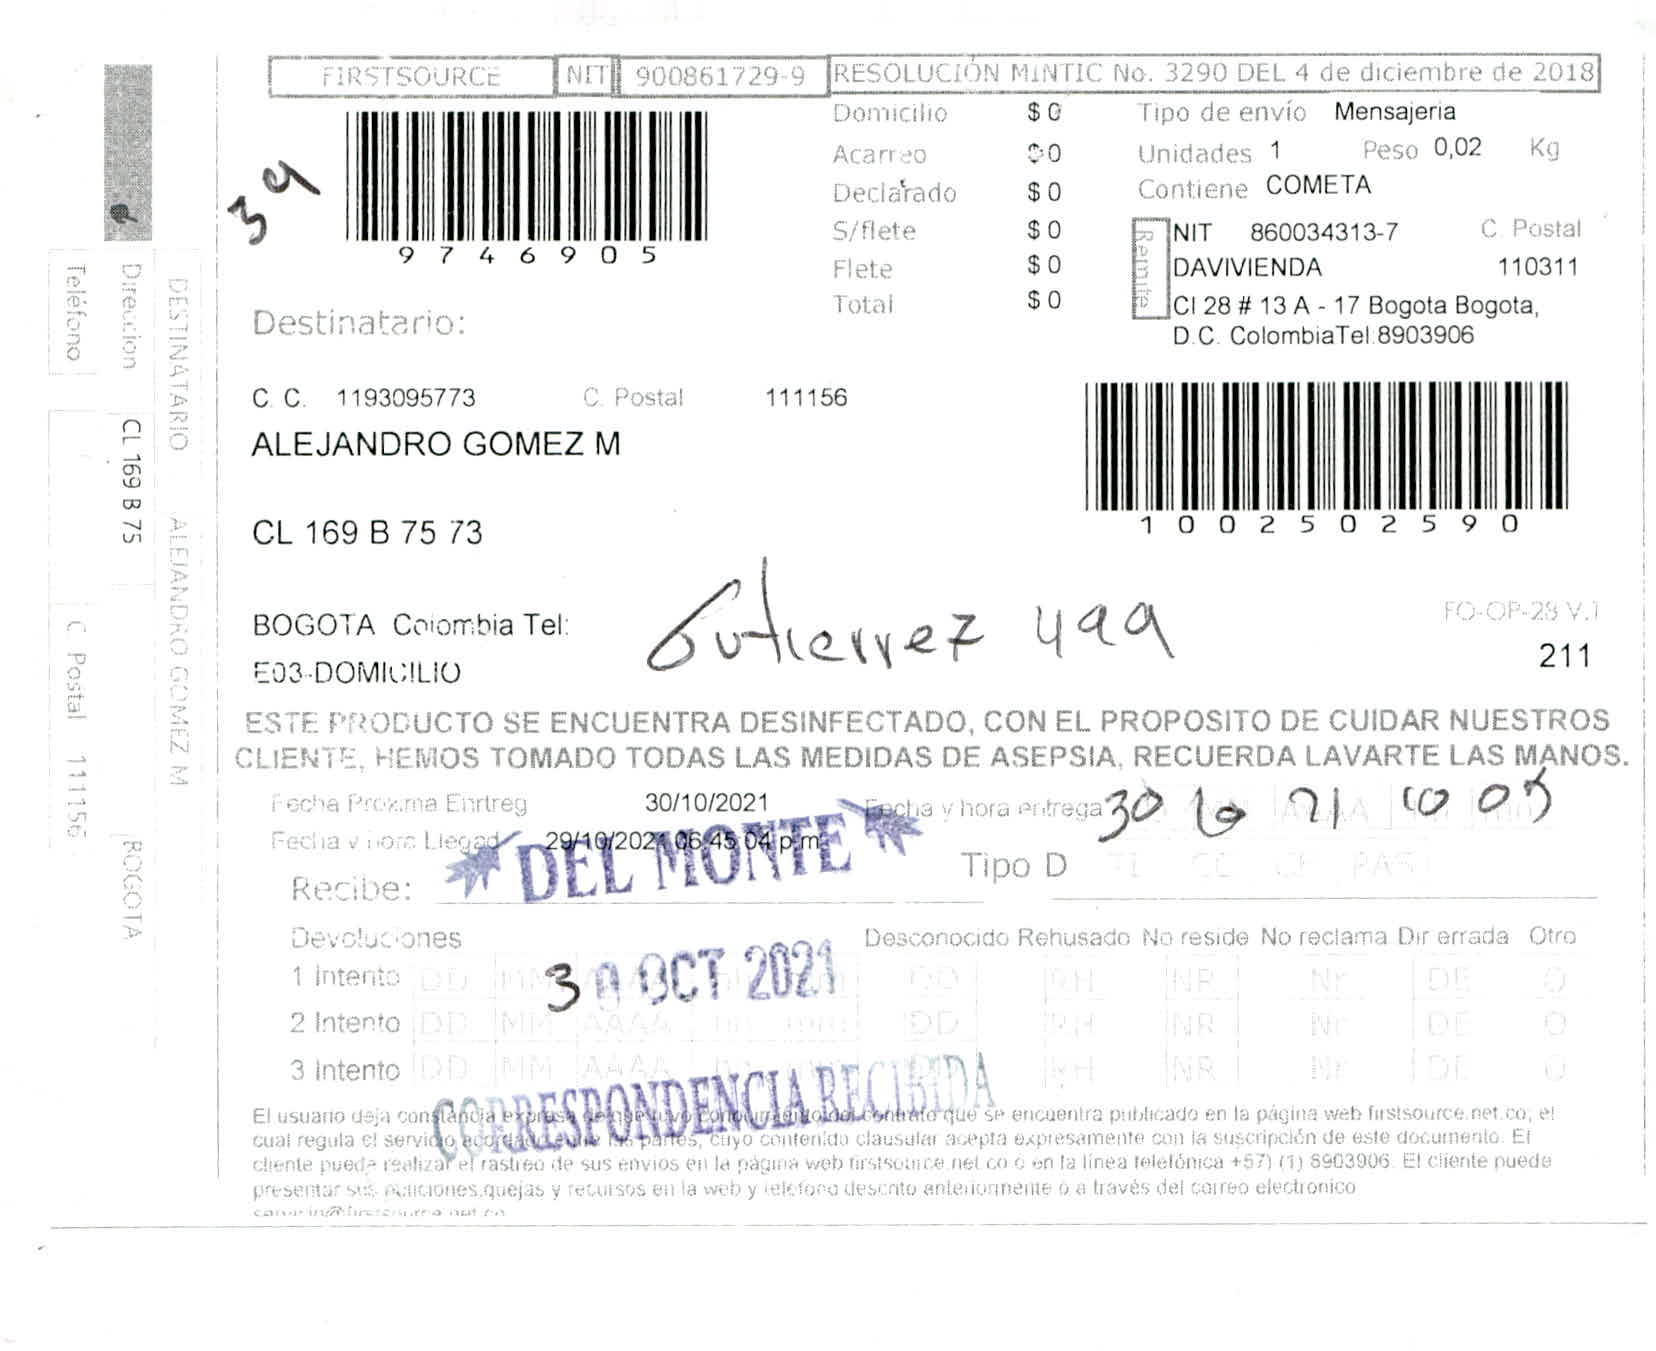 FIRSTSOURCE NIT 900861729-9 RESOLUCIÓN MINTIC No. 3290 DEL 4 de diciembre de 2018
39
9746905
Domicilio $ 0
Acarreo $ 0
Declarado $ 0
S/flete $ 0
Flete $ 0
Total $ 0
Tipo de envío Mensajeria
Unidades 1 Peso 0,02 Kg
Contiene COMETA
Remite
NIT 860034313-7 C. Postal
DAVIVIENDA 110311
Cl 28 # 13 A - 17 Bogota Bogota,
D.C. ColombiaTel:8903906
Destinatario:
C. C. 1193095773 C. Postal 111156
ALEJANDRO GOMEZ M
1002502590
CL 169 B 75 73
BOGOTA Colombia Tel:
Gutierrez 499
FO-OP-28 V.1
E03-DOMICILIO
211
ESTE PRODUCTO SE ENCUENTRA DESINFECTADO, CON EL PROPOSITO DE CUIDAR NUESTROS
CLIENTE, HEMOS TOMADO TODAS LAS MEDIDAS DE ASEPSIA, RECUERDA LAVARTE LAS MANOS.
Fecha Proxima Enrtreg 30/10/2021
Fecha y hora entrega 30 10 21 10 05
Fecha y hora Llegad 29/10/2021 06:45:04 p.m.
DEL MONTE
Recibe:
Tipo D TI CC CE PAS
Devoluciones Desconocido Rehusado No reside No reclama Dir errada Otro
1 Intento DD MM AAAA DD RH NR Nr DE O
30 OCT 2021
2 Intento DD MM AAAA hh mm DD RH NR Nr DE O
3 Intento DD MM AAAA RH NR Nr DE O
CORRESPONDENCIA RECIBIDA
El usuario deja constancia expresa de que tuvo conocimiento del contrato que se encuentra publicado en la página web firstsource.net.co; el
cual regula el servicio acordado entre las partes, cuyo contenido clausular acepta expresamente con la suscripción de este documento. El
cliente puede realizar el rastreo de sus envios en la página web firstsource.net.co o en la línea telefónica +57) (1) 8903906. El cliente puede
presentar sus peticiones,quejas y recursos en la web y telefono descrito anteriormente ó a través del correo electronico
servicio@firstsource.net.co
DESTINATARIO ALEJANDRO GOMEZ M
Direccion CL 169 B 75 BOGOTA
Teléfono C Postal 111156